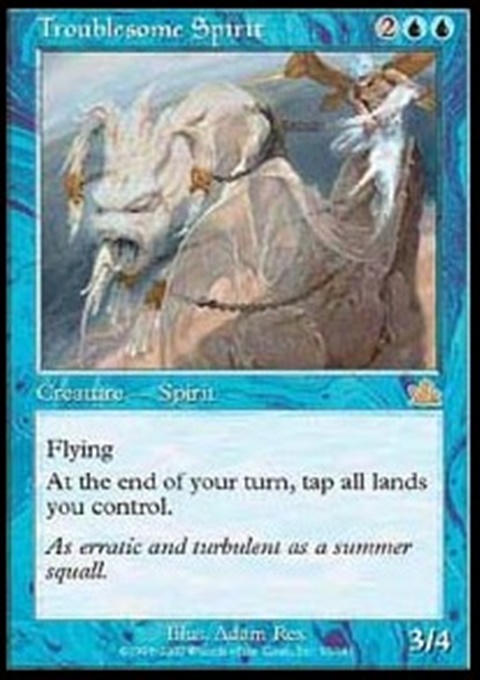 Troublesome Spirit 2
Creature — Spirit
Flying
At the end of your turn, tap all lands
you control.
As erratic and turbulent as a summer
squall.
Illus. Adam Rex
3/4